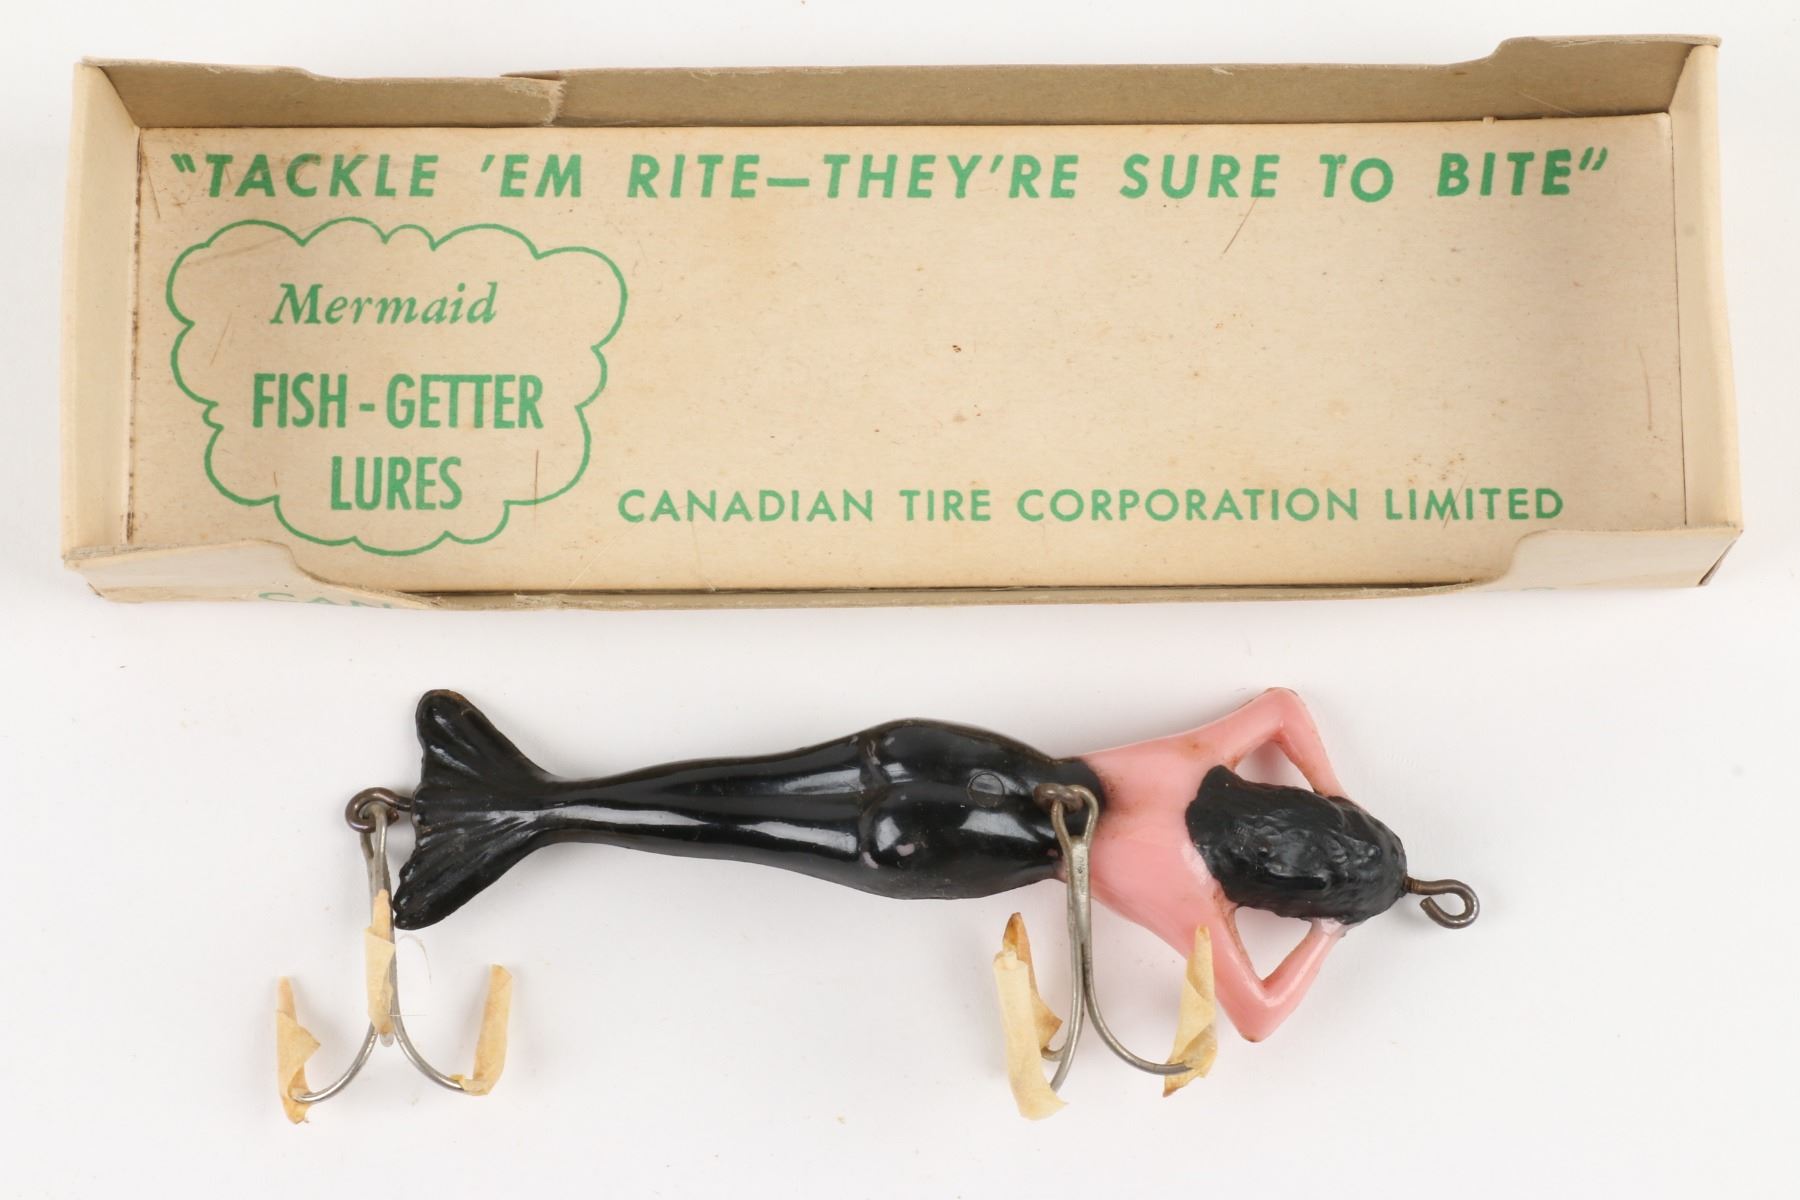 "TACKLE 'EM RITE—THEY'RE SURE TO BITE"
Mermaid
FISH-GETTER
LURES
CANADIAN TIRE CORPORATION LIMITED